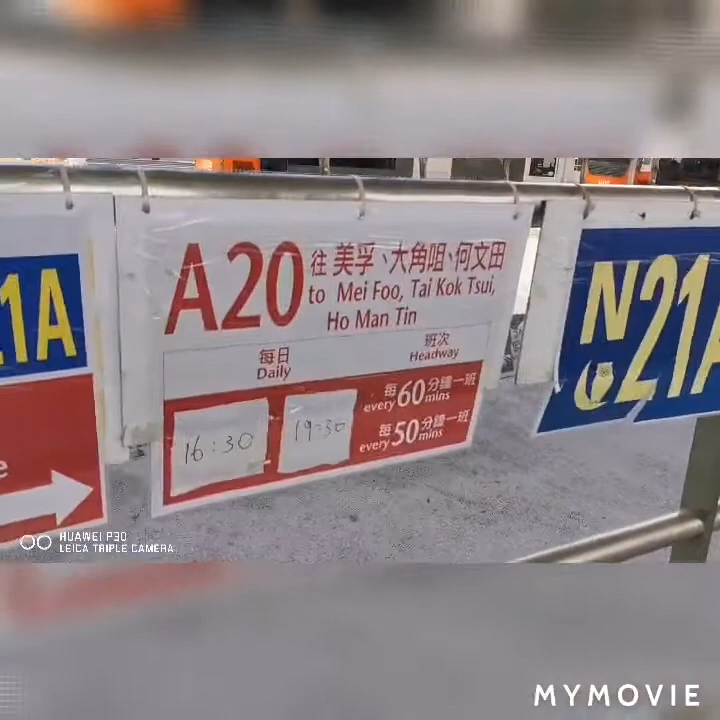 1A
A20
往 美孚、大角咀、何文田
to Mei Foo, Tai Kok Tsui,
Ho Man Tin
每日
Daily
班次
Headway
16:30
19:30
每60分鐘一班
every mins
每50分鐘一班
every mins
N21A
HUAWEI P30
LEICA TRIPLE CAMERA
MYMOVIE